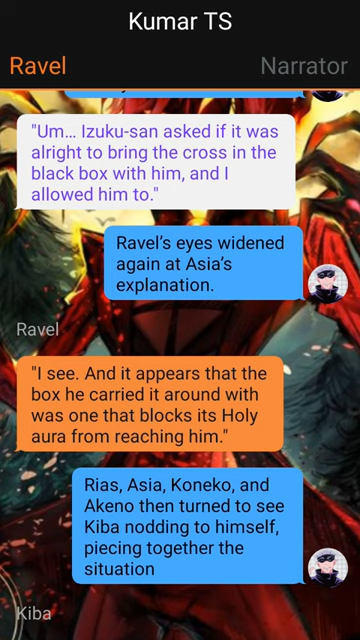 Kumar TS
Ravel
Narrator
"Um… Izuku-san asked if it was
alright to bring the cross in the
black box with him, and I
allowed him to."
Ravel’s eyes widened
again at Asia’s
explanation.
Ravel
"I see. And it appears that the
box he carried it around with
was one that blocks its Holy
aura from reaching him."
Rias, Asia, Koneko, and
Akeno then turned to see
Kiba nodding to himself,
piecing together the
situation
Kiba